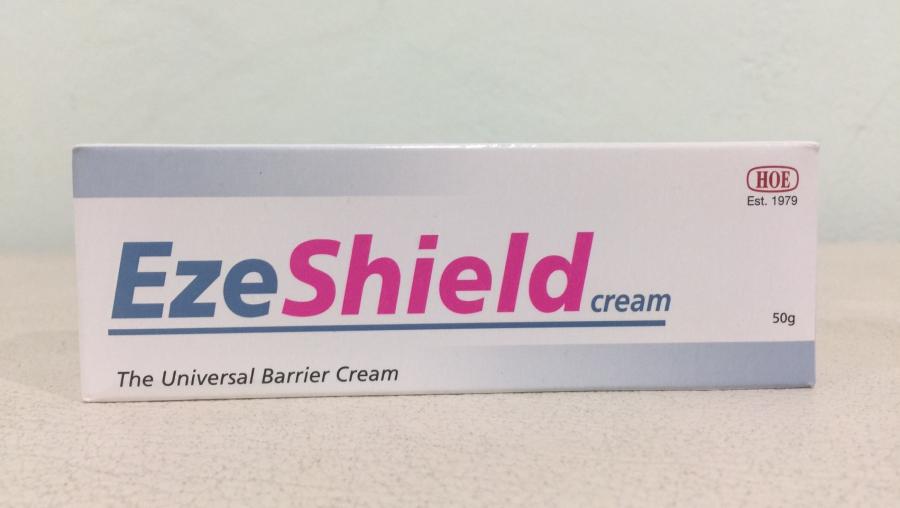 HOE
Est. 1979
EzeShield cream
50g
The Universal Barrier Cream